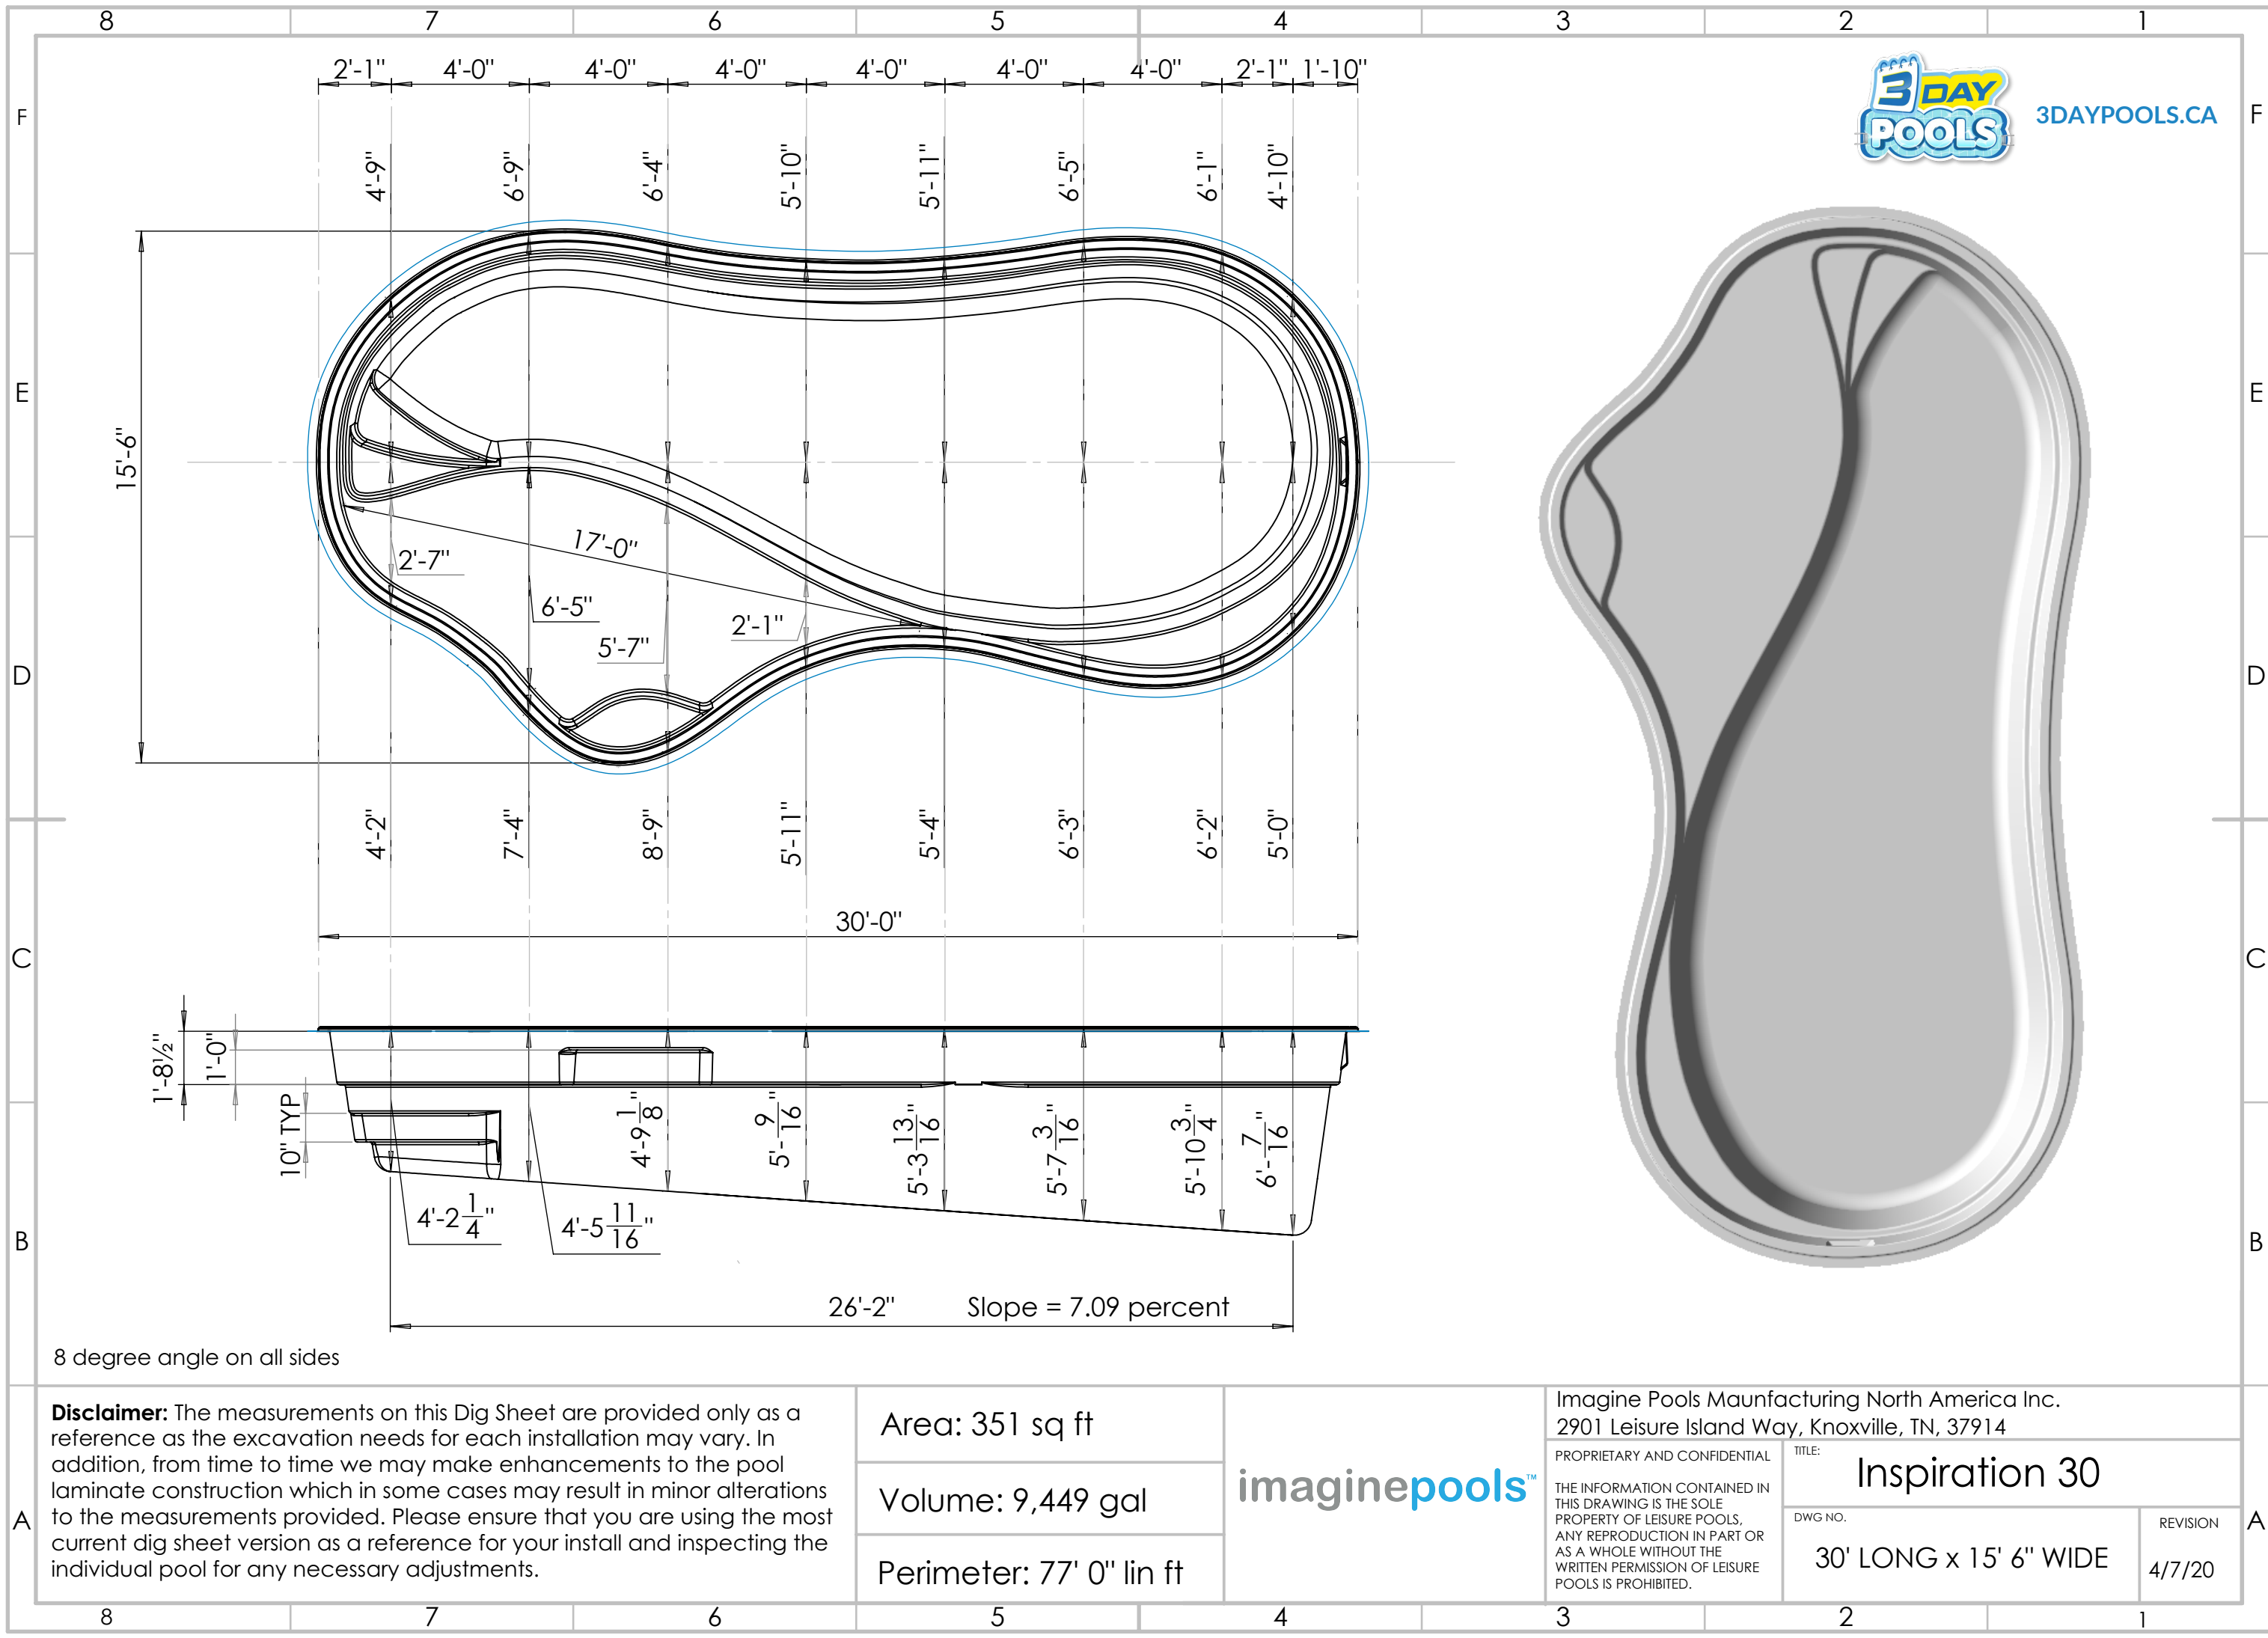 8 7 6 5 4 3 2 1
2'-1" 4'-0" 4'-0" 4'-0" 4'-0" 4'-0" 4'-0" 2'-1" 1'-10"
3 DAY
POOLS
3DAYPOOLS.CA
F F
4'-9" 6'-9" 6'-4" 5'-10" 5'-11" 6'-5" 6'-1" 4'-10"
E E
15'-6"
17'-0"
2'-7"
6'-5"
2'-1"
5'-7"
D D
4'-2" 7'-4" 8'-9" 5'-11" 5'-4" 6'-3" 6'-2" 5'-0"
30'-0"
C C
1'-8½" 1'-0"
10" TYP
4'-9 1/8" 5'- 9/16" 5'-3 13/16" 5'-7 3/16" 5'-10 3/4" 6'- 7/16"
4'-2 1/4" 4'-5 11/16"
B B
26'-2" Slope = 7.09 percent
8 degree angle on all sides
Disclaimer: The measurements on this Dig Sheet are provided only as a
reference as the excavation needs for each installation may vary. In
addition, from time to time we may make enhancements to the pool
laminate construction which in some cases may result in minor alterations
to the measurements provided. Please ensure that you are using the most
current dig sheet version as a reference for your install and inspecting the
individual pool for any necessary adjustments.
Area: 351 sq ft
Volume: 9,449 gal
Perimeter: 77' 0" lin ft
imaginepools™
Imagine Pools Maunfacturing North America Inc.
2901 Leisure Island Way, Knoxville, TN, 37914
PROPRIETARY AND CONFIDENTIAL
THE INFORMATION CONTAINED IN
THIS DRAWING IS THE SOLE
PROPERTY OF LEISURE POOLS,
ANY REPRODUCTION IN PART OR
AS A WHOLE WITHOUT THE
WRITTEN PERMISSION OF LEISURE
POOLS IS PROHIBITED.
TITLE:
Inspiration 30
DWG NO.
30' LONG x 15' 6" WIDE
REVISION
4/7/20
A A
8 7 6 5 4 3 2 1